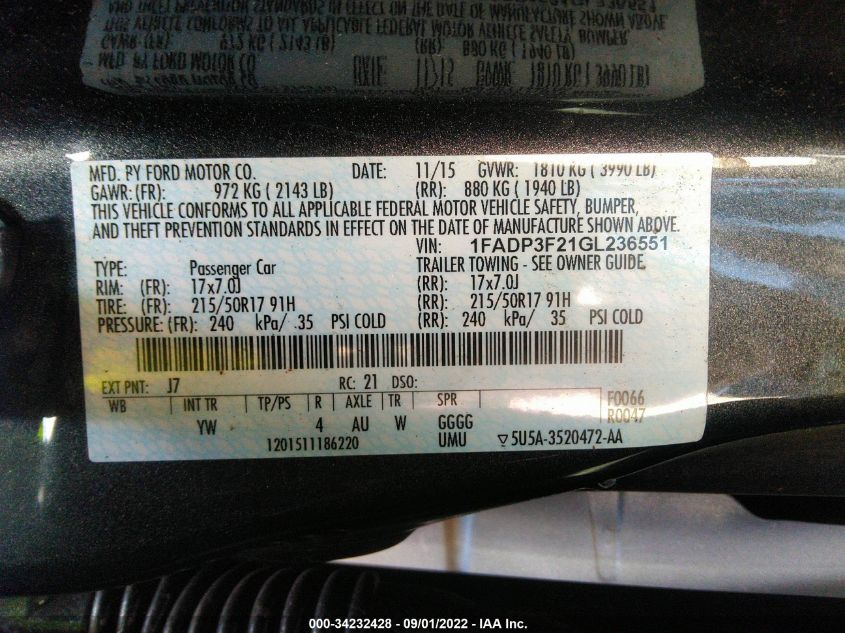 MFD. BY FORD MOTOR CO. DATE: 11/15 GVWR: 1810 KG ( 3990 LB)
GAWR: (FR): 972 KG ( 2143 LB) (RR): 880 KG ( 1940 LB)
THIS VEHICLE CONFORMS TO ALL APPLICABLE FEDERAL MOTOR VEHICLE SAFETY, BUMPER,
AND THEFT PREVENTION STANDARDS IN EFFECT ON THE DATE OF MANUFACTURE SHOWN ABOVE.
VIN: 1FADP3F21GL236551
TYPE: Passenger Car TRAILER TOWING - SEE OWNER GUIDE.
RIM: (FR): 17x7.0J (RR): 17x7.0J
TIRE: (FR): 215/50R17 91H (RR): 215/50R17 91H
PRESSURE: (FR): 240 kPa/ 35 PSI COLD (RR): 240 kPa/ 35 PSI COLD
EXT PNT: J7 RC: 21 DSO:
WB INT TR TP/PS R AXLE TR SPR F0066
R0047
YW 4 AU W GGGG
1201511186220 UMU ▽5U5A-3520472-AA
000-34232428 - 09/01/2022 - IAA Inc.